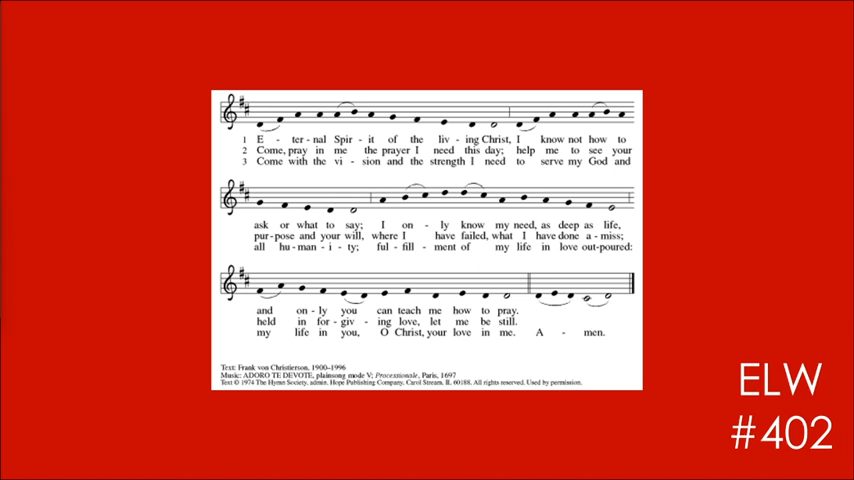 1 E - ter - nal Spir - it of the liv - ing Christ, I know not how to
2 Come, pray in me the prayer I need this day; help me to see your
3 Come with the vi - sion and the strength I need to serve my God and
ask or what to say; I on - ly know my need, as deep as life,
pur - pose and your will, where I have failed, what I have done a - miss;
all hu - man - i - ty; ful - fill - ment of my life in love out - poured:
and on - ly you can teach me how to pray.
held in for - giv - ing love, let me be still.
my life in you, O Christ, your love in me. A - men.
Text: Frank von Christierson, 1900–1996
Music: ADORO TE DEVOTE, plainsong mode V; Processionale, Paris, 1697
Text © 1974 The Hymn Society, admin. Hope Publishing Company, Carol Stream, IL 60188. All rights reserved. Used by permission.
ELW
#402